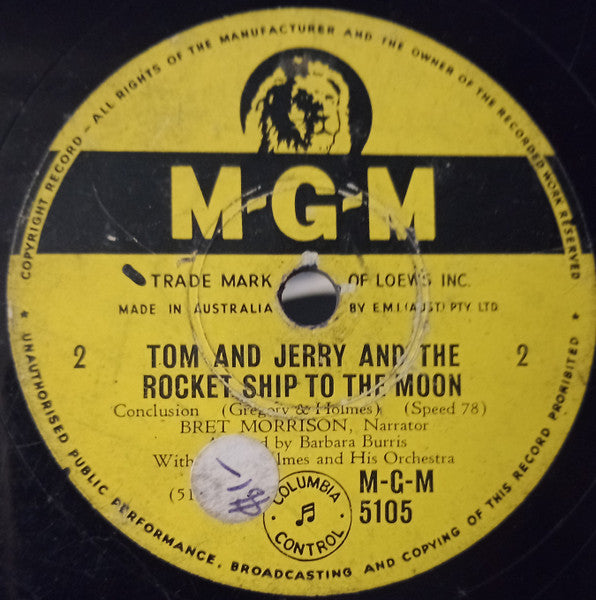 COPYRIGHT RECORD – ALL RIGHTS OF THE MANUFACTURER AND THE OWNER OF THE RECORDED WORK RESERVED
M-G-M
TRADE MARK OF LOEWS INC.
MADE IN AUSTRALIA BY E.M.I. (AUST) PTY. LTD.
2 TOM AND JERRY AND THE 2
ROCKET SHIP TO THE MOON
Conclusion (Gregory & Holmes) (Speed 78)
BRET MORRISON, Narrator
by Barbara Burris
With lmes and His Orchestra
(51
M-G-M
5105
COLUMBIA
CONTROL
★ UNAUTHORISED PUBLIC PERFORMANCE, BROADCASTING AND COPYING OF THIS RECORD PROHIBITED ★